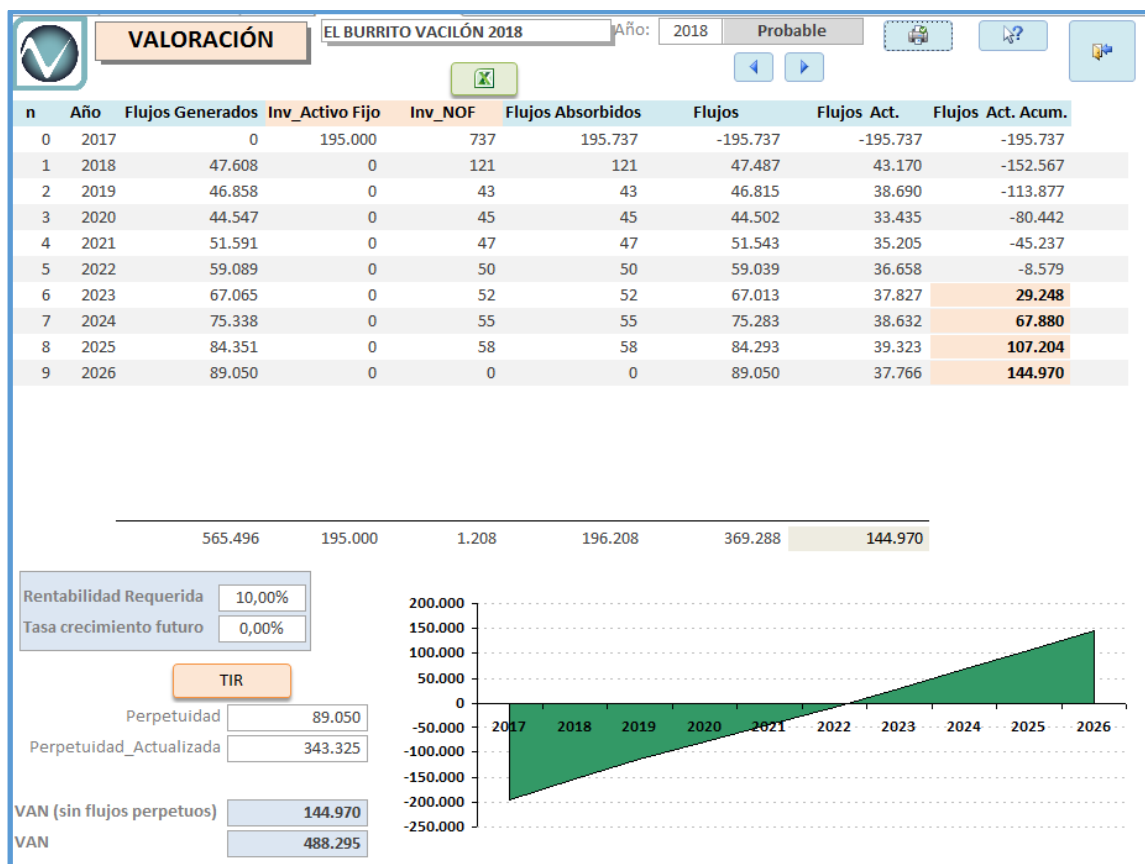 VALORACIÓN EL BURRITO VACILÓN 2018 Año: 2018 Probable
n Año Flujos Generados Inv_Activo Fijo Inv_NOF Flujos Absorbidos Flujos Flujos Act. Flujos Act. Acum.
0 2017 0 195.000 737 195.737 -195.737 -195.737 -195.737
1 2018 47.608 0 121 121 47.487 43.170 -152.567
2 2019 46.858 0 43 43 46.815 38.690 -113.877
3 2020 44.547 0 45 45 44.502 33.435 -80.442
4 2021 51.591 0 47 47 51.543 35.205 -45.237
5 2022 59.089 0 50 50 59.039 36.658 -8.579
6 2023 67.065 0 52 52 67.013 37.827 29.248
7 2024 75.338 0 55 55 75.283 38.632 67.880
8 2025 84.351 0 58 58 84.293 39.323 107.204
9 2026 89.050 0 0 0 89.050 37.766 144.970
565.496 195.000 1.208 196.208 369.288 144.970
Rentabilidad Requerida 10,00%
Tasa crecimiento futuro 0,00%
TIR
Perpetuidad 89.050
Perpetuidad_Actualizada 343.325
VAN (sin flujos perpetuos) 144.970
VAN 488.295
200.000
150.000
100.000
50.000
0
-50.000
-100.000
-150.000
-200.000
-250.000
2017 2018 2019 2020 2021 2022 2023 2024 2025 2026